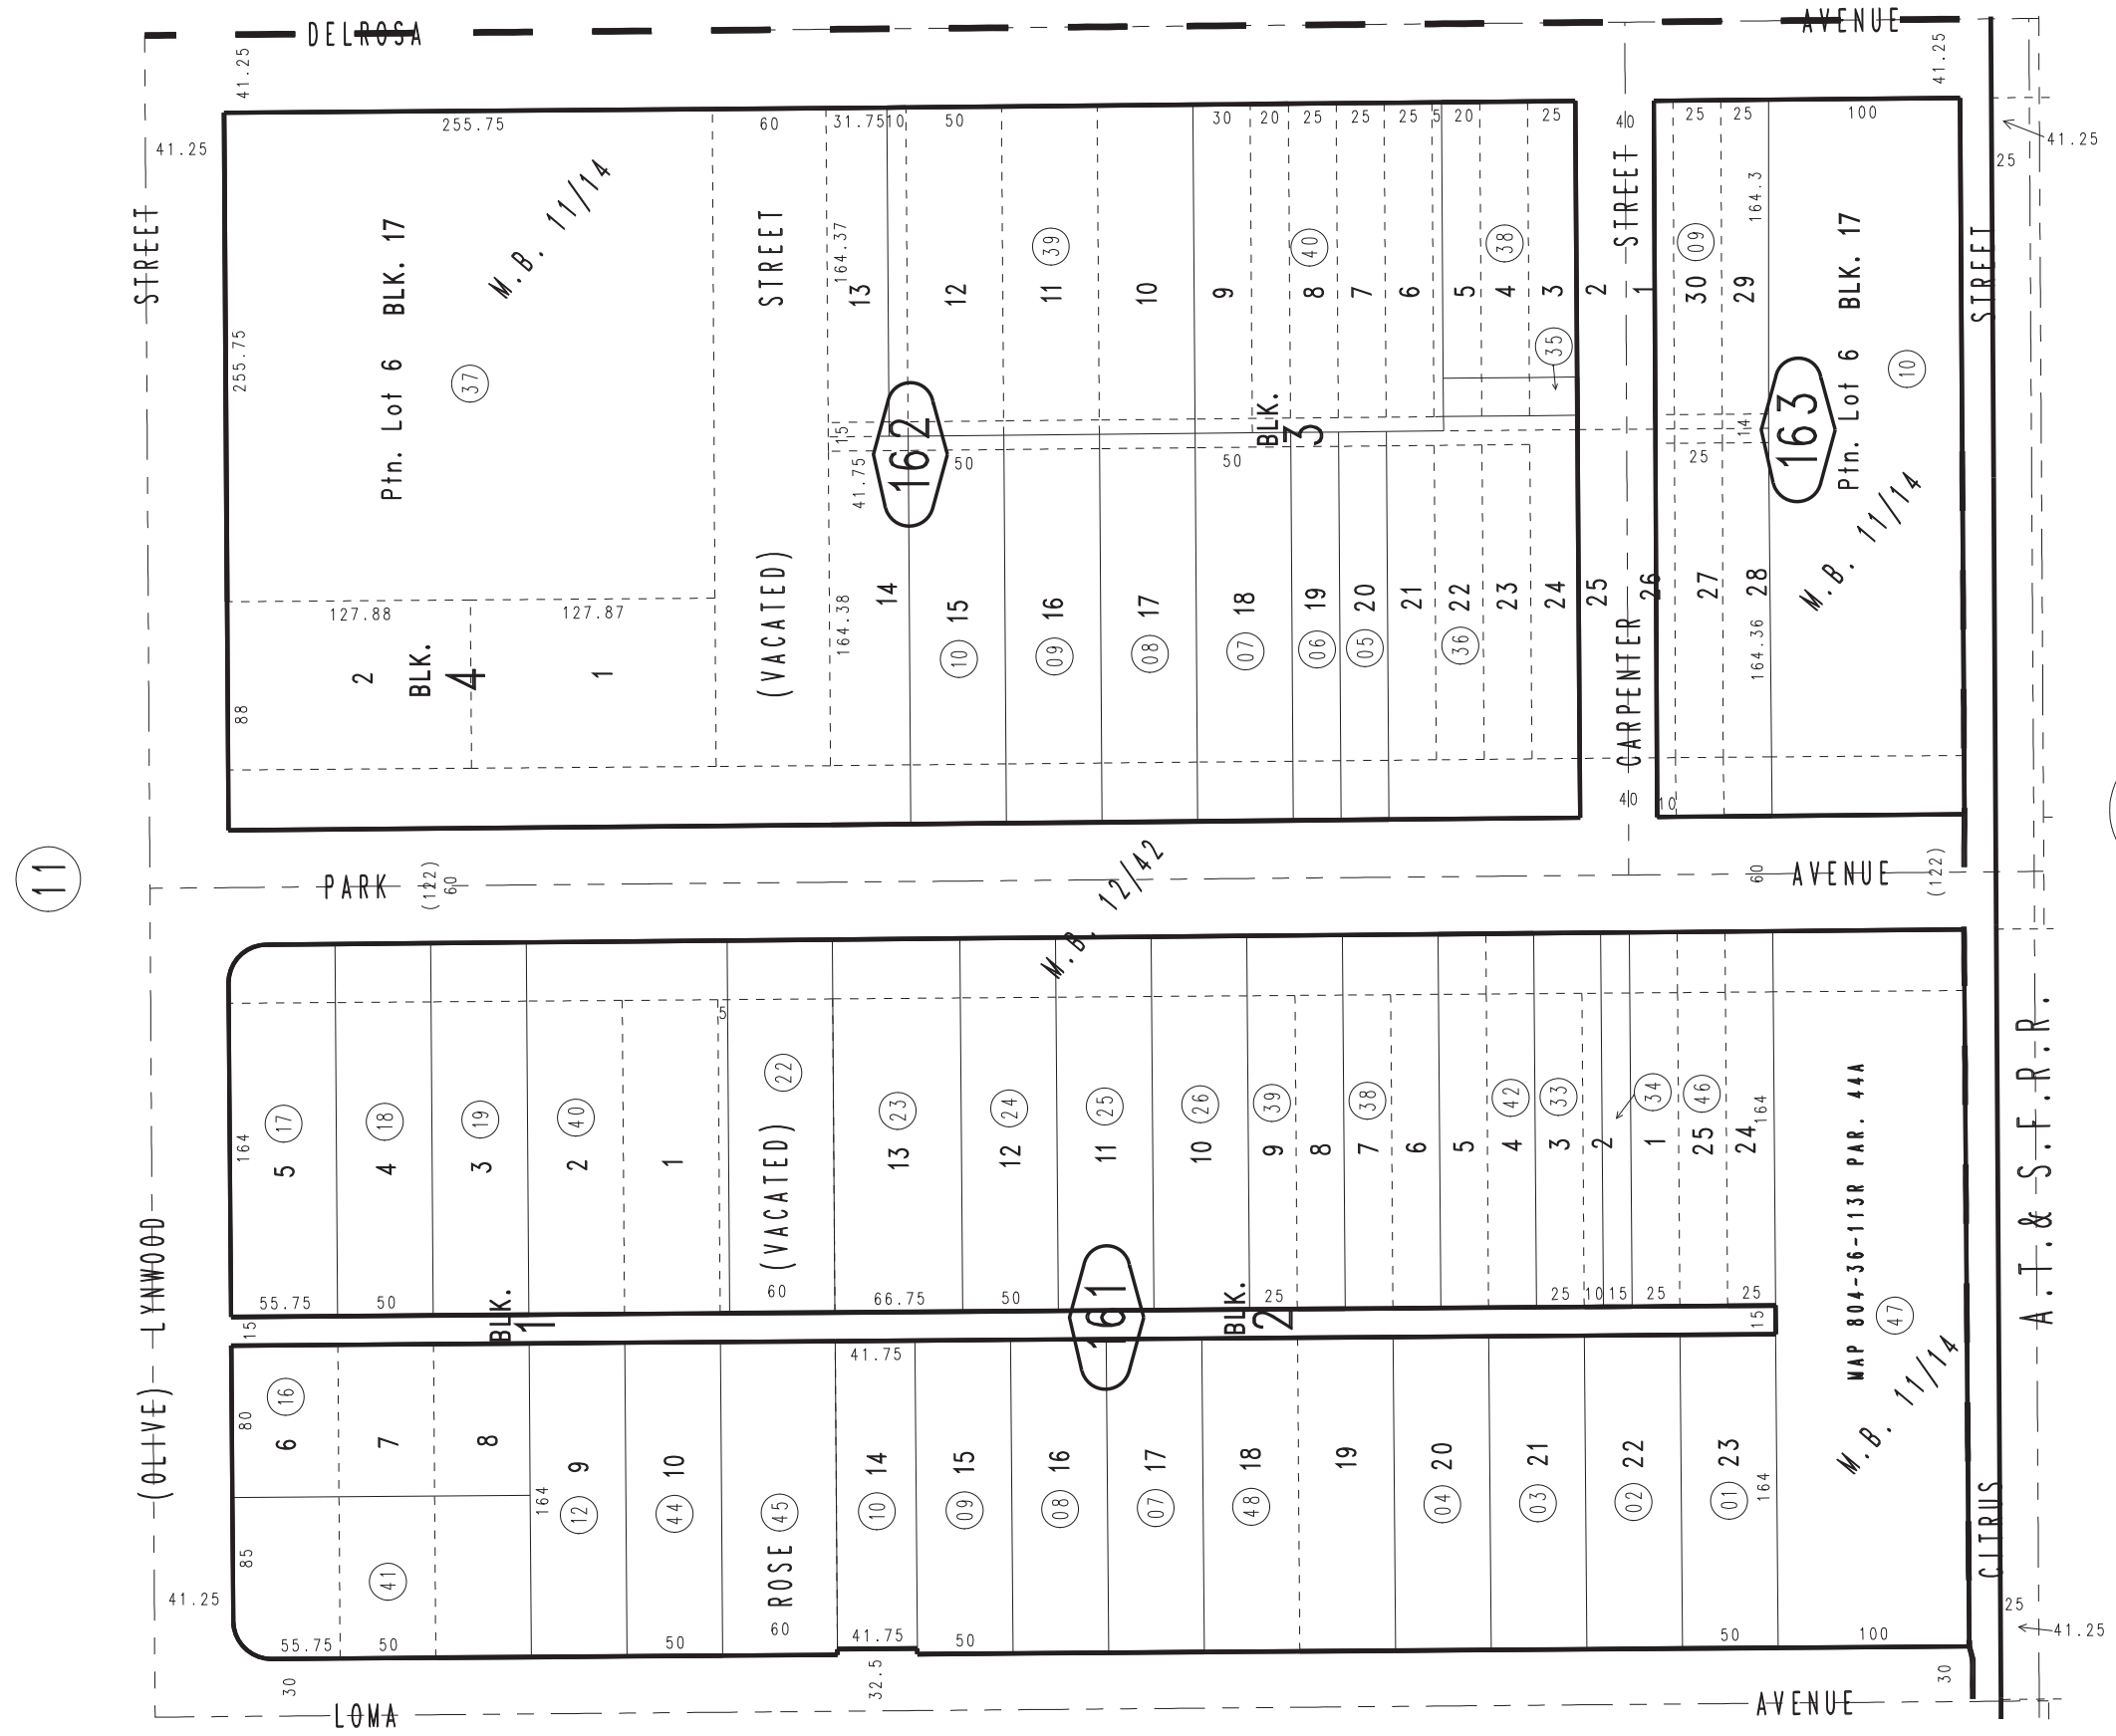 DELROSA AVENUE
41.25 41.25
255.75 60 31.75 10 50 30 20 25 25 25 5 20 25 40 25 25 100
41.25 41.25
25
STREET
M.B. 11/14
STREET
164.37
STREET
164.3
STREET
Ptn. Lot 6 BLK. 17
37
39 40 38 09
13 12 11 10 9 8 7 6 5 4 3 2 1 30 29
35
Ptn. Lot 6 BLK. 17
10
255.75
162
BLK.
3
163
15 14
41.75 50 50 25
M.B. 11/14
127.88 127.87
(VACATED)
164.38
14 15 16 17 18 19 20 21 22 23 24 25 26 27 28
10 09 08 07 06 05 36
164.36
2 BLK. 4 1
88
CARPENTER
40 10
11
PARK (122) 60
M.B. 12/42
60 AVENUE (122)
5
22
17 18 19 40 23 24 25 26 39 38 42 33 34 46
164
5 4 3 2 1
(VACATED)
13 12 11 10 9 8 7 6 5 4 3 2 1 25 24
164
MAP 804-36-113R PAR. 44A
A.T.& S.F.R.R.
55.75 50 60 66.75 50 25 25 10 15 25 25
LYNWOOD
15
BLK.
1
161
BLK.
2
15
47
41.75
M.B. 11/14
(OLIVE)
80
16
6 7 8 9 10 14 15 16 17 18 19 20 21 22 23
164
12 44 45 10 09 08 07 48 04 03 02 01
164
85
41
ROSE
CITRUS
41.25
25
41.25
55.75 50 50 60 41.75 50 50 100
30 32.5 30
LOMA AVENUE